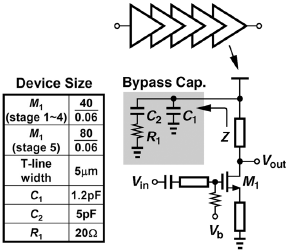 Device Size
M1 (stage 1~4) 40/0.06
M1 (stage 5) 80/0.06
T-line width 5μm
C1 1.2pF
C2 5pF
R1 20Ω
Bypass Cap.
C2 C1
R1
Z
Vout
Vin M1
Vb